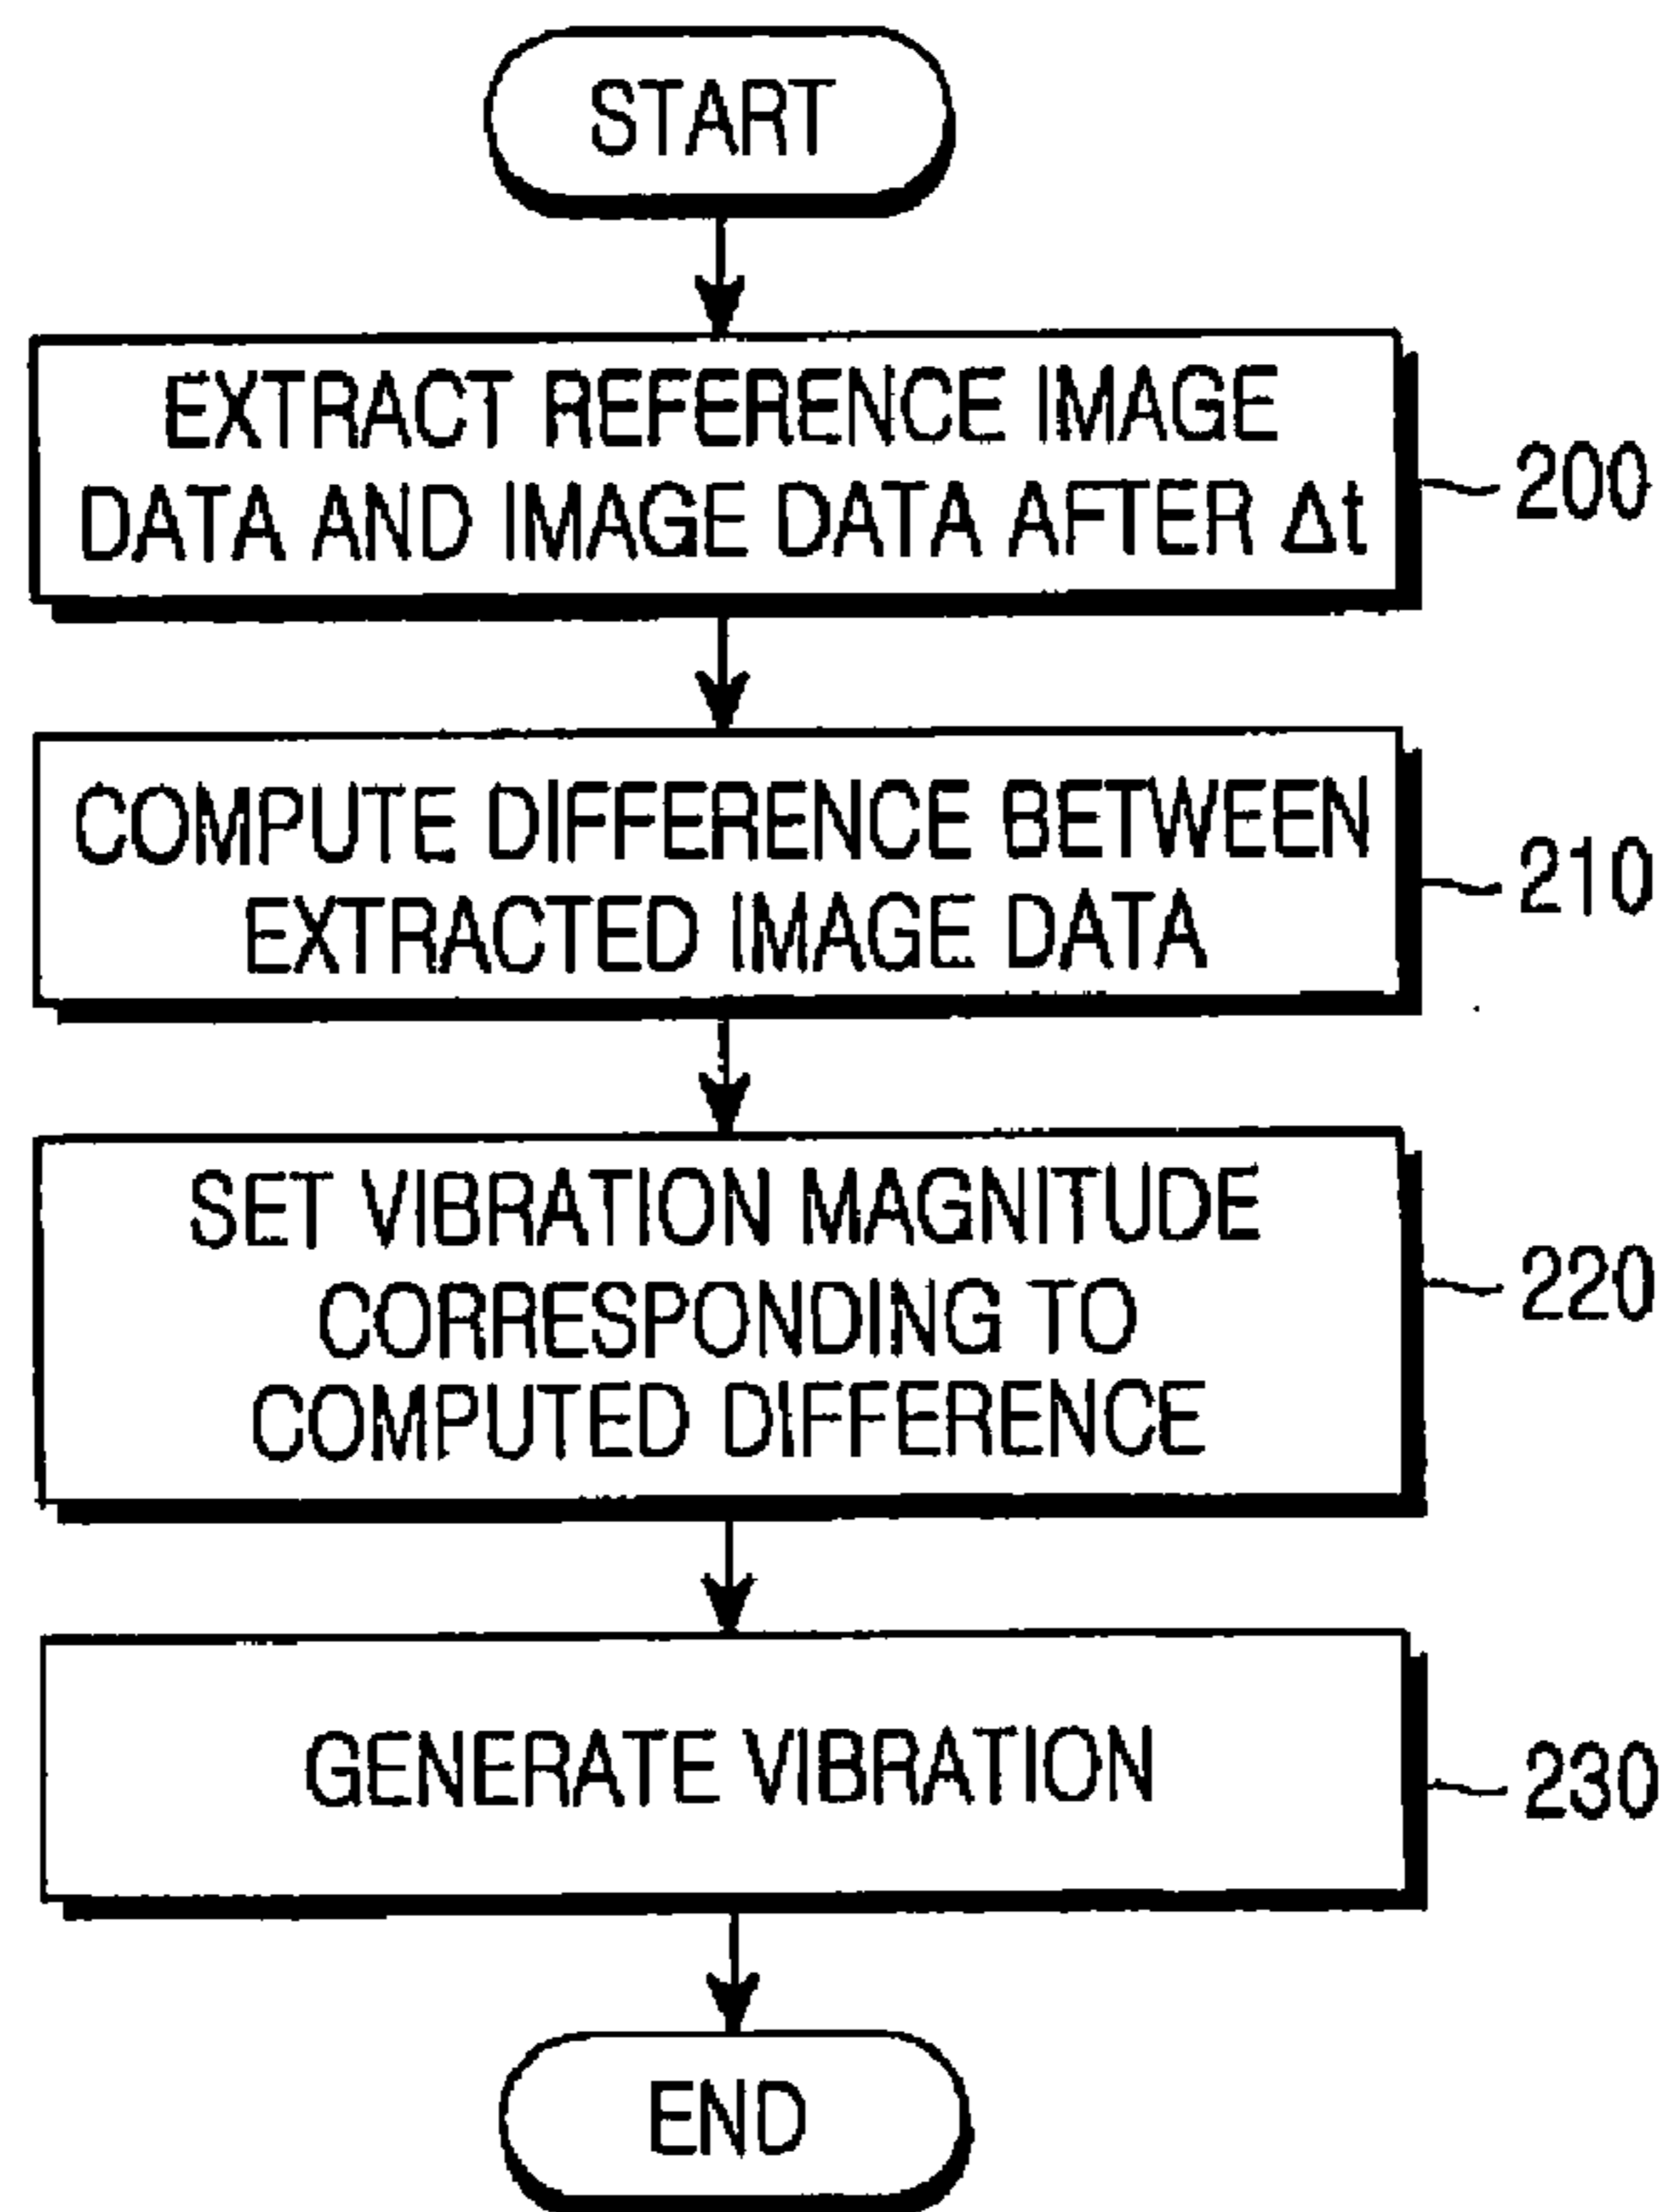 START
EXTRACT REFERENCE IMAGE
DATA AND IMAGE DATA AFTER Δt
200
COMPUTE DIFFERENCE BETWEEN
EXTRACTED IMAGE DATA
210
SET VIBRATION MAGNITUDE
CORRESPONDING TO
COMPUTED DIFFERENCE
220
GENERATE VIBRATION
230
END